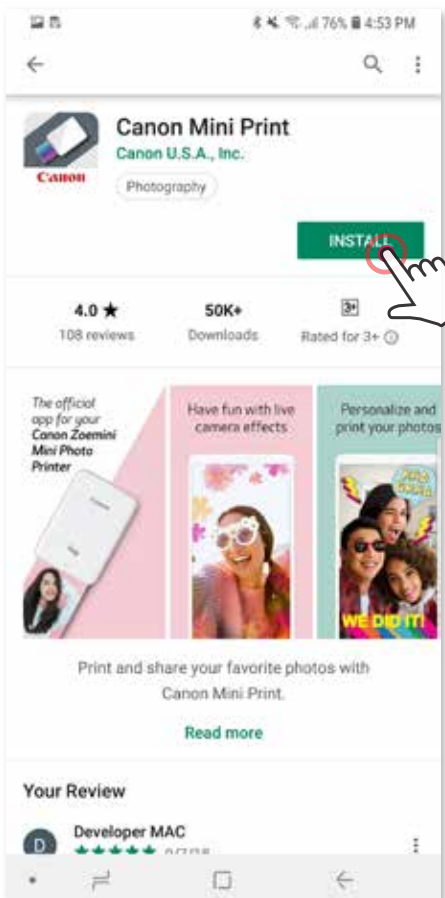 76% 4:53 PM
Canon Mini Print
Canon U.S.A., Inc.
Canon
Photography
INSTALL
4.0 ★ 50K+ 3+
108 reviews Downloads Rated for 3+
The official
app for your
Canon Zoemini
Mini Photo
Printer
Have fun with live
camera effects
Personalize and
print your photos
WE DID IT!
Print and share your favorite photos with
Canon Mini Print.
Read more
Your Review
D
Developer MAC